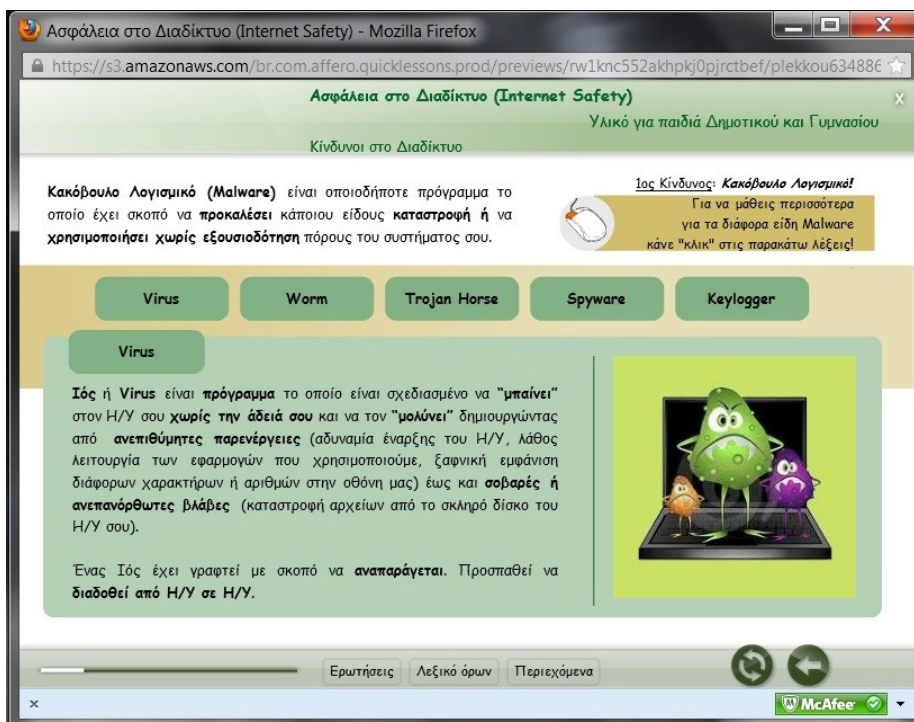 Ασφάλεια στο Διαδίκτυο (Internet Safety) - Mozilla Firefox
https://s3.amazonaws.com/br.com.affero.quicklessons.prod/previews/rw1knc552akhpkj0pjrctbef/plekkou634886
Ασφάλεια στο Διαδίκτυο (Internet Safety)
x
Υλικό για παιδιά Δημοτικού και Γυμνασίου
Κίνδυνοι στο Διαδίκτυο
Κακόβουλο Λογισμικό (Malware) είναι οποιοδήποτε πρόγραμμα το
οποίο έχει σκοπό να προκαλέσει κάποιου είδους καταστροφή ή να
χρησιμοποιήσει χωρίς εξουσιοδότηση πόρους του συστήματος σου.
1ος Κίνδυνος: Κακόβουλο Λογισμικό!
Για να μάθεις περισσότερα
για τα διάφορα είδη Malware
κάνε "κλικ" στις παρακάτω λέξεις!
Virus Worm Trojan Horse Spyware Keylogger
Virus
Ιός ή Virus είναι πρόγραμμα το οποίο είναι σχεδιασμένο να “μπαίνει”
στον Η/Υ σου χωρίς την άδειά σου και να τον “μολύνει” δημιουργώντας
από ανεπιθύμητες παρενέργειες (αδυναμία έναρξης του Η/Υ, λάθος
λειτουργία των εφαρμογών που χρησιμοποιούμε, ξαφνική εμφάνιση
διάφορων χαρακτήρων ή αριθμών στην οθόνη μας) έως και σοβαρές ή
ανεπανόρθωτες βλάβες (καταστροφή αρχείων από το σκληρό δίσκο του
Η/Υ σου).
Ένας Ιός έχει γραφτεί με σκοπό να αναπαράγεται. Προσπαθεί να
διαδοθεί από Η/Υ σε Η/Υ.
Ερωτήσεις Λεξικό όρων Περιεχόμενα
x
McAfee